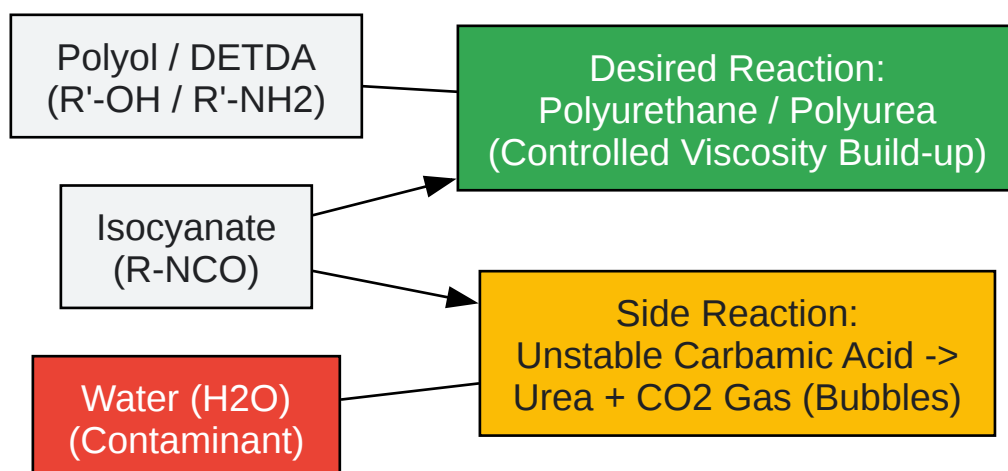 Polyol / DETDA
(R'-OH / R'-NH2)
Desired Reaction:
Polyurethane / Polyurea
(Controlled Viscosity Build-up)
Isocyanate
(R-NCO)
Side Reaction:
Unstable Carbamic Acid ->
Urea + CO2 Gas (Bubbles)
Water (H2O)
(Contaminant)